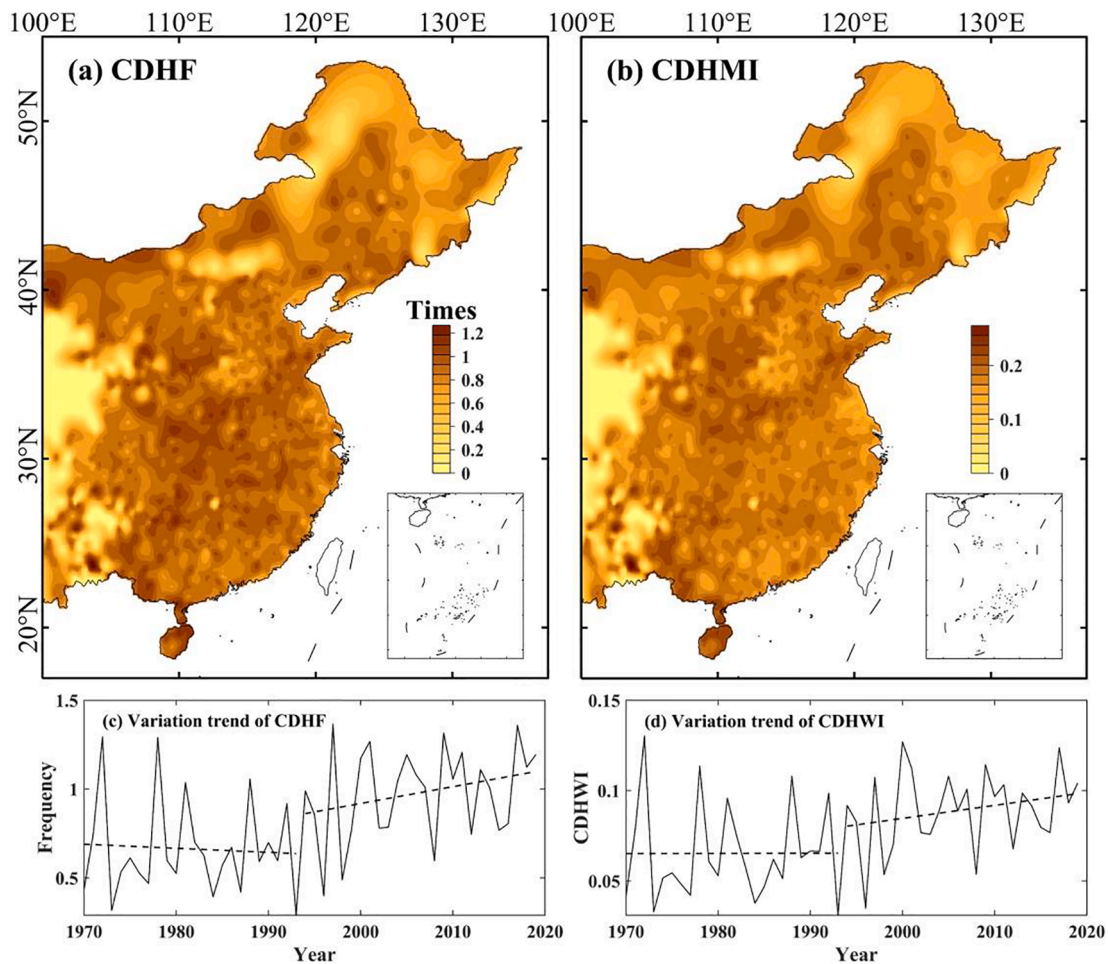 100°E 110°E 120°E 130°E 100°E 110°E 120°E 130°E
(a) CDHF (b) CDHMI
50°N
40°N
30°N
20°N
Times
1.2
1
0.8
0.6
0.4
0.2
0
0.2
0.1
0
(c) Variation trend of CDHF
Frequency
1.5
1
0.5
1970 1980 1990 2000 2010 2020
Year
(d) Variation trend of CDHWI
CDHWI
0.15
0.1
0.05
1970 1980 1990 2000 2010 2020
Year